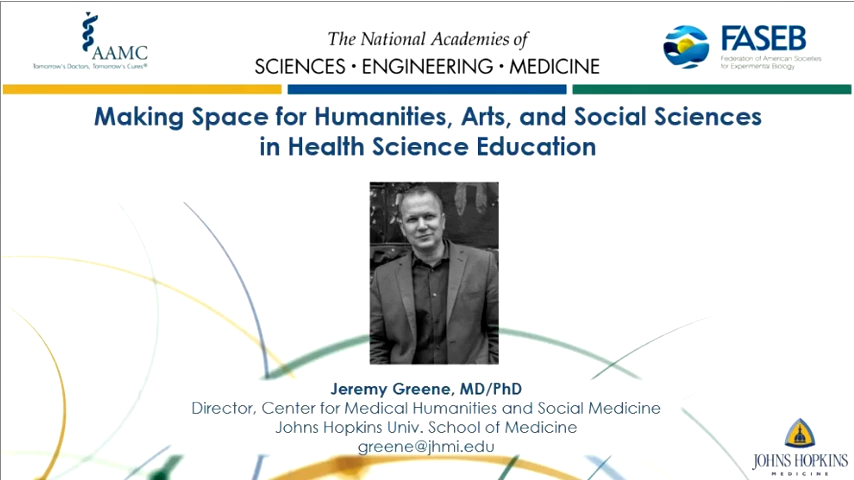 AAMC
Tomorrow's Doctors, Tomorrow's Cures®
The National Academies of
SCIENCES · ENGINEERING · MEDICINE
FASEB
Federation of American Societies
for Experimental Biology
Making Space for Humanities, Arts, and Social Sciences
in Health Science Education
Jeremy Greene, MD/PhD
Director, Center for Medical Humanities and Social Medicine
Johns Hopkins Univ. School of Medicine
greene@jhmi.edu
JOHNS HOPKINS
MEDICINE